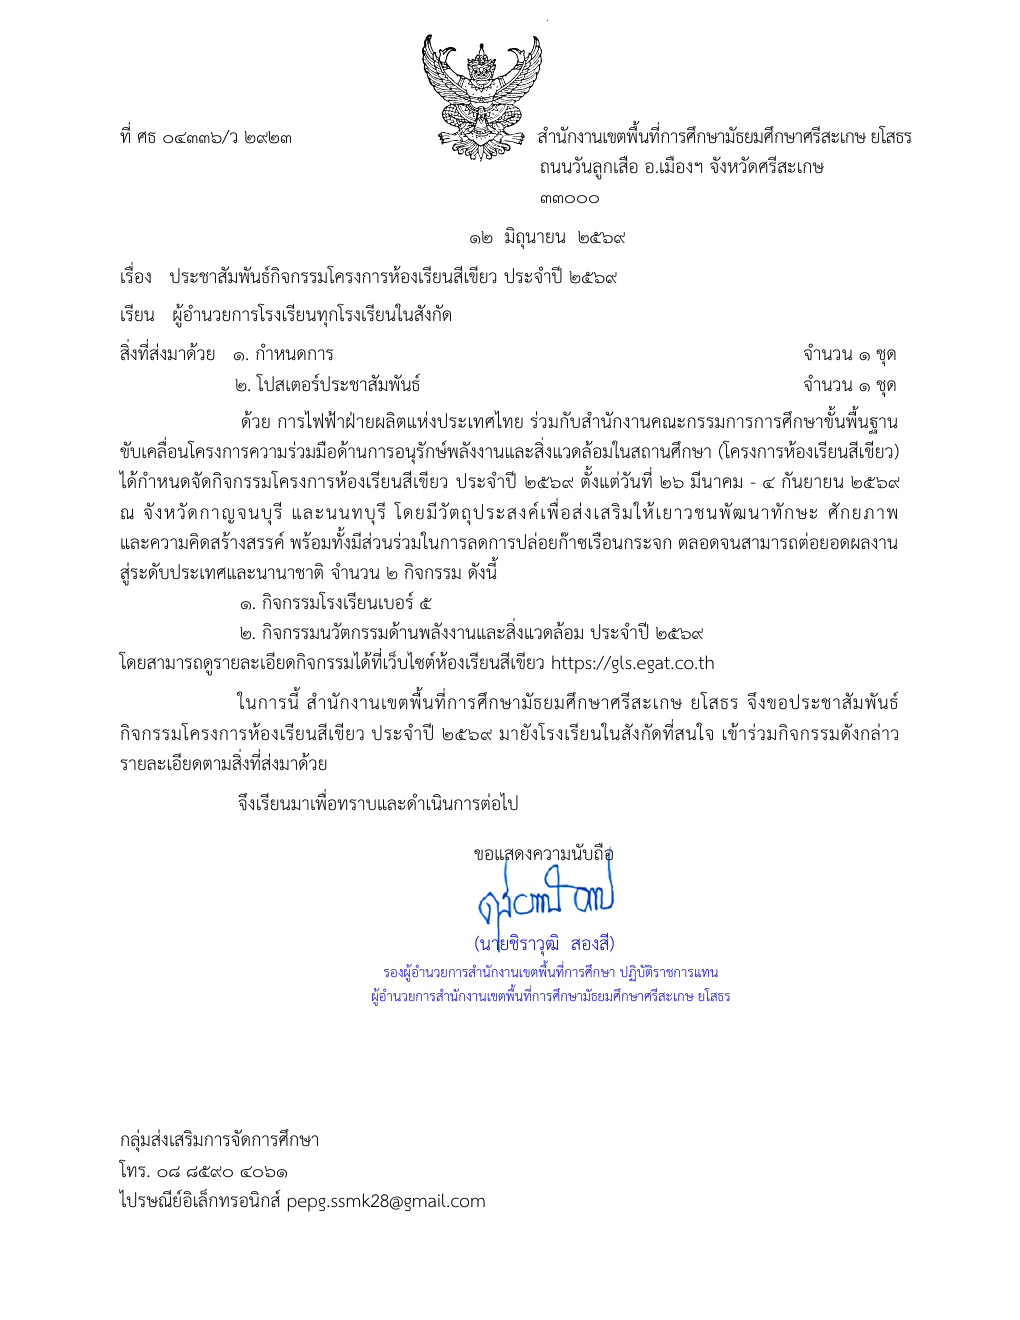 ที่ ศธ ๐๔๓๓๖/ว ๒๙๒๓
สำนักงานเขตพื้นที่การศึกษามัธยมศึกษาศรีสะเกษ ยโสธร
ถนนวันลูกเสือ อ.เมืองฯ จังหวัดศรีสะเกษ
๓๓๐๐๐
๑๒ มิถุนายน ๒๕๖๙
เรื่อง ประชาสัมพันธ์กิจกรรมโครงการห้องเรียนสีเขียว ประจำปี ๒๕๖๙
เรียน ผู้อำนวยการโรงเรียนทุกโรงเรียนในสังกัด
สิ่งที่ส่งมาด้วย ๑. กำหนดการ จำนวน ๑ ชุด
๒. โปสเตอร์ประชาสัมพันธ์ จำนวน ๑ ชุด
ด้วย การไฟฟ้าฝ่ายผลิตแห่งประเทศไทย ร่วมกับสำนักงานคณะกรรมการการศึกษาขั้นพื้นฐาน
ขับเคลื่อนโครงการความร่วมมือด้านการอนุรักษ์พลังงานและสิ่งแวดล้อมในสถานศึกษา (โครงการห้องเรียนสีเขียว)
ได้กำหนดจัดกิจกรรมโครงการห้องเรียนสีเขียว ประจำปี ๒๕๖๙ ตั้งแต่วันที่ ๒๖ มีนาคม - ๔ กันยายน ๒๕๖๙
ณ จังหวัดกาญจนบุรี และนนทบุรี โดยมีวัตถุประสงค์เพื่อส่งเสริมให้เยาวชนพัฒนาทักษะ ศักยภาพ
และความคิดสร้างสรรค์ พร้อมทั้งมีส่วนร่วมในการลดการปล่อยก๊าซเรือนกระจก ตลอดจนสามารถต่อยอดผลงาน
สู่ระดับประเทศและนานาชาติ จำนวน ๒ กิจกรรม ดังนี้
๑. กิจกรรมโรงเรียนเบอร์ ๕
๒. กิจกรรมนวัตกรรมด้านพลังงานและสิ่งแวดล้อม ประจำปี ๒๕๖๙
โดยสามารถดูรายละเอียดกิจกรรมได้ที่เว็บไซต์ห้องเรียนสีเขียว https://gls.egat.co.th
ในการนี้ สำนักงานเขตพื้นที่การศึกษามัธยมศึกษาศรีสะเกษ ยโสธร จึงขอประชาสัมพันธ์
กิจกรรมโครงการห้องเรียนสีเขียว ประจำปี ๒๕๖๙ มายังโรงเรียนในสังกัดที่สนใจ เข้าร่วมกิจกรรมดังกล่าว
รายละเอียดตามสิ่งที่ส่งมาด้วย
จึงเรียนมาเพื่อทราบและดำเนินการต่อไป
ขอแสดงความนับถือ
(นายชิราวุฒิ สองสี)
รองผู้อำนวยการสำนักงานเขตพื้นที่การศึกษา ปฏิบัติราชการแทน
ผู้อำนวยการสำนักงานเขตพื้นที่การศึกษามัธยมศึกษาศรีสะเกษ ยโสธร
กลุ่มส่งเสริมการจัดการศึกษา
โทร. ๐๘ ๘๕๙๐ ๔๐๖๑
ไปรษณีย์อิเล็กทรอนิกส์ pepg.ssmk28@gmail.com